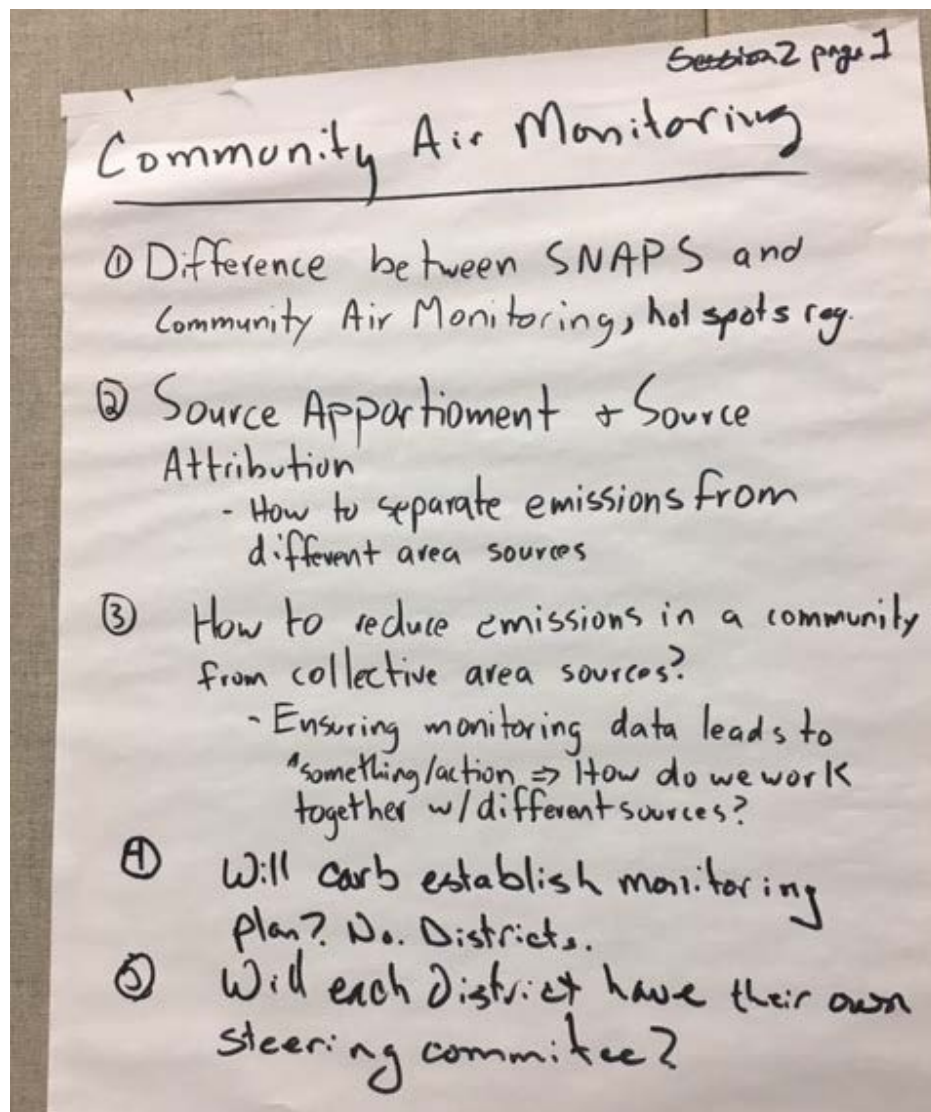 Session 2 page 1
Community Air Monitoring
① Difference between SNAPS and
Community Air Monitoring, hot spots reg.
② Source Apportioment + Source
Attribution
- How to separate emissions from
different area sources
③ How to reduce emissions in a community
from collective area sources?
- Ensuring monitoring data leads to
"something/action ⇒ How do we work
together w/ different sources?
④ Will carb establish monitoring
plan? No. Districts.
⑤ Will each District have their own
steering commitee?